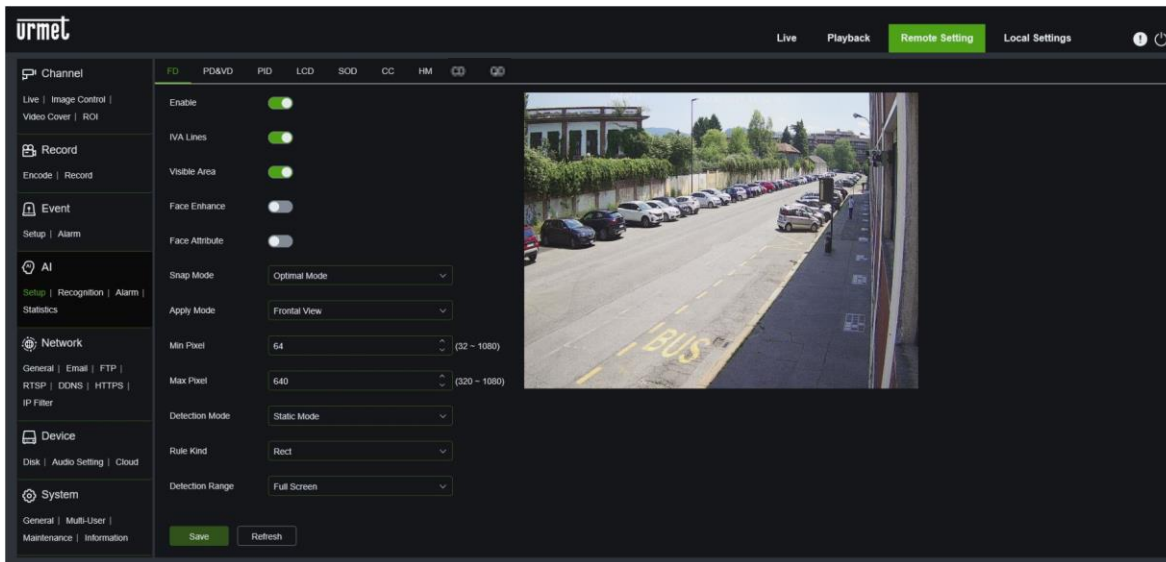 urmet
Live Playback Remote Setting Local Settings
Channel
Live | Image Control |
Video Cover | ROI
Record
Encode | Record
Event
Setup | Alarm
AI
Setup | Recognition | Alarm |
Statistics
Network
General | Email | FTP |
RTSP | DDNS | HTTPS |
IP Filter
Device
Disk | Audio Setting | Cloud
System
General | Multi-User |
Maintenance | Information
FD PD&VD PID LCD SOD CC HM CD QD
Enable
IVA Lines
Visible Area
Face Enhance
Face Attribute
Snap Mode Optimal Mode
Apply Mode Frontal View
Min Pixel 64 (32 ~ 1080)
Max Pixel 640 (320 ~ 1080)
Detection Mode Static Mode
Rule Kind Rect
Detection Range Full Screen
Save Refresh
BUS